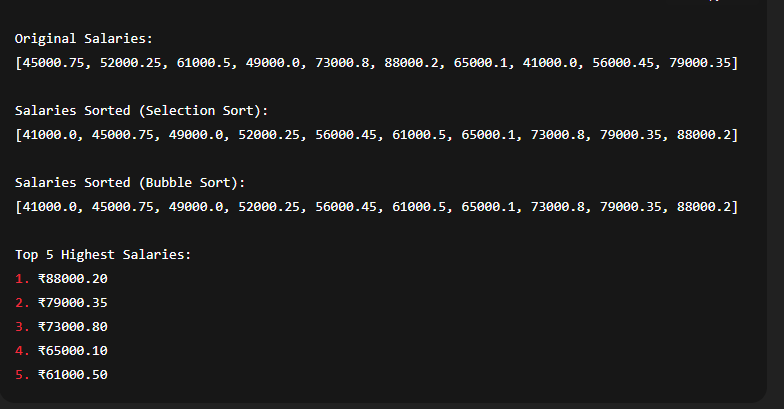 Original Salaries:
[45000.75, 52000.25, 61000.5, 49000.0, 73000.8, 88000.2, 65000.1, 41000.0, 56000.45, 79000.35]
Salaries Sorted (Selection Sort):
[41000.0, 45000.75, 49000.0, 52000.25, 56000.45, 61000.5, 65000.1, 73000.8, 79000.35, 88000.2]
Salaries Sorted (Bubble Sort):
[41000.0, 45000.75, 49000.0, 52000.25, 56000.45, 61000.5, 65000.1, 73000.8, 79000.35, 88000.2]
Top 5 Highest Salaries:
1. ₹88000.20
2. ₹79000.35
3. ₹73000.80
4. ₹65000.10
5. ₹61000.50